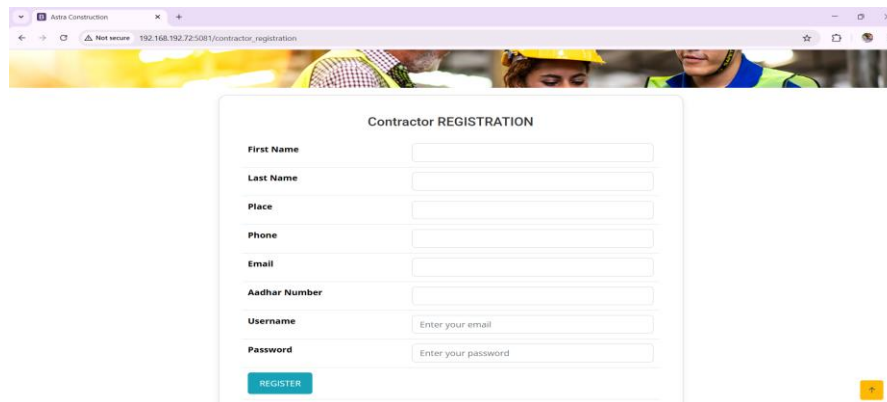 Astra Construction
Not secure 192.168.192.72:5081/contractor_registration
Contractor REGISTRATION
First Name
Last Name
Place
Phone
Email
Aadhar Number
Username Enter your email
Password Enter your password
REGISTER